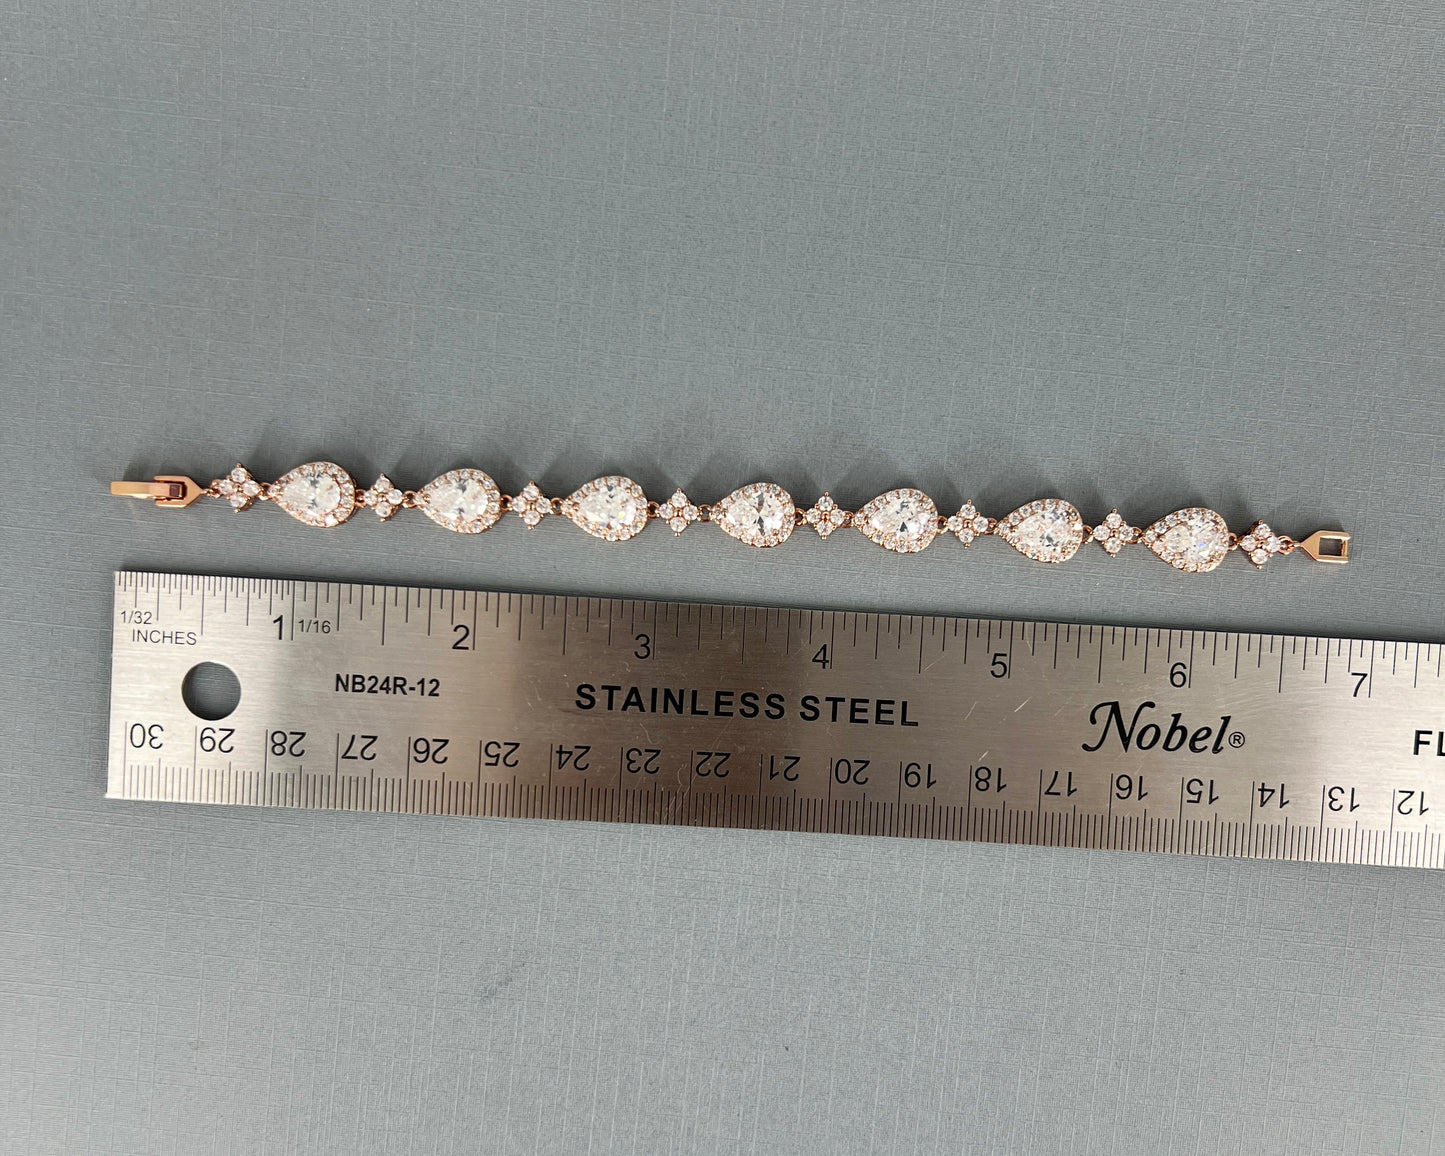 1/32
INCHES
1 1/16 2 3 4 5 6 7
NB24R-12
STAINLESS STEEL
Nobel®
FL
30 29 28 27 26 25 24 23 22 21 20 19 18 17 16 15 14 13 12